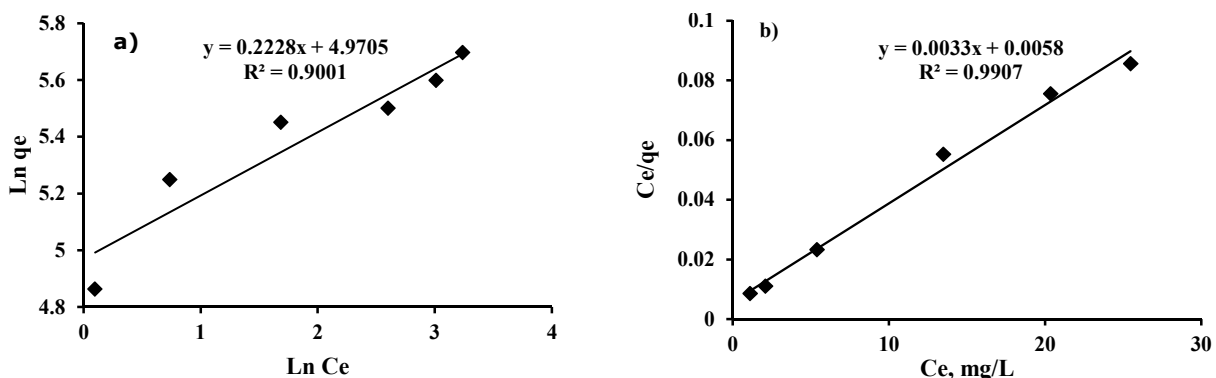 a)
y = 0.2228x + 4.9705
R² = 0.9001
5.8
5.6
5.4
5.2
5
4.8
0
1
2
3
4
Ln qe
Ln Ce
b)
y = 0.0033x + 0.0058
R² = 0.9907
0.1
0.08
0.06
0.04
0.02
0
0
10
20
30
Ce/qe
Ce, mg/L